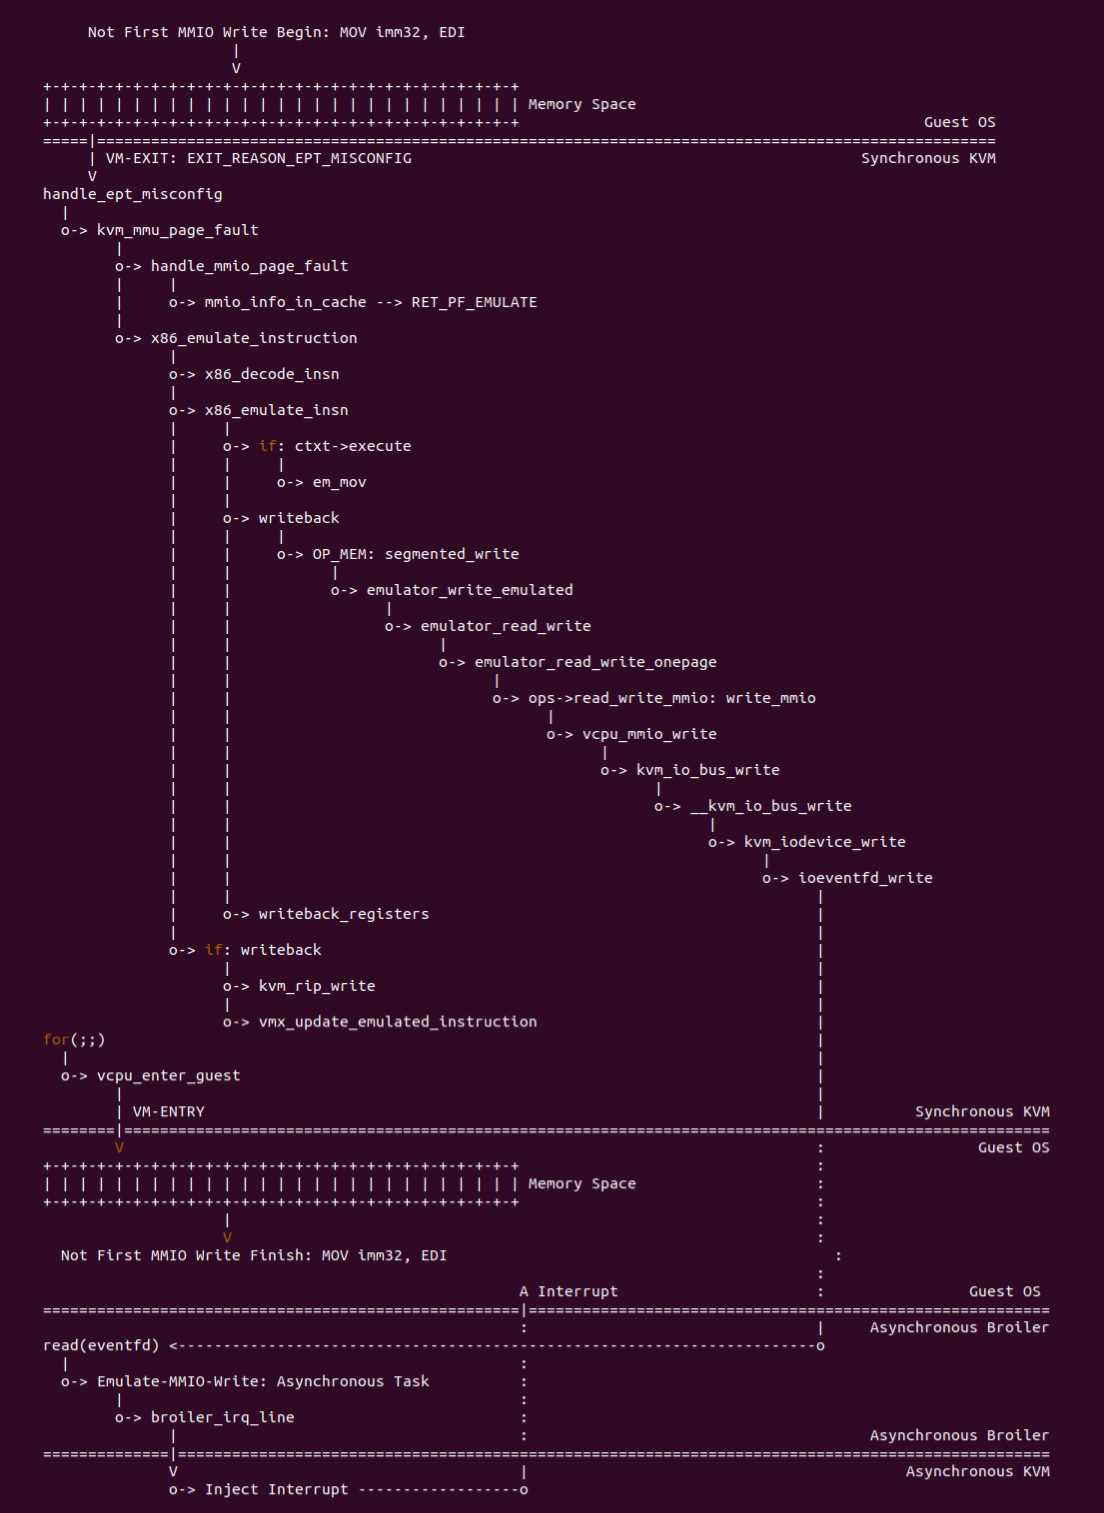 Not First MMIO Write Begin: MOV imm32, EDI
|
V
+-+-+-+-+-+-+-+-+-+-+-+-+-+-+-+-+-+-+-+-+-+-+-+-+-+-+
| | | | | | | | | | | | | | | | | | | | | | | | | | | Memory Space
+-+-+-+-+-+-+-+-+-+-+-+-+-+-+-+-+-+-+-+-+-+-+-+-+-+-+ Guest OS
=====|====================================================================================================
| VM-EXIT: EXIT_REASON_EPT_MISCONFIG Synchronous KVM
V
handle_ept_misconfig
|
o-> kvm_mmu_page_fault
|
o-> handle_mmio_page_fault
| |
| o-> mmio_info_in_cache --> RET_PF_EMULATE
|
o-> x86_emulate_instruction
|
o-> x86_decode_insn
|
o-> x86_emulate_insn
| |
| o-> if: ctxt->execute
| | |
| | o-> em_mov
| |
| o-> writeback
| | |
| | o-> OP_MEM: segmented_write
| | |
| | o-> emulator_write_emulated
| | |
| | o-> emulator_read_write
| | |
| | o-> emulator_read_write_onepage
| | |
| | o-> ops->read_write_mmio: write_mmio
| | |
| | o-> vcpu_mmio_write
| | |
| | o-> kvm_io_bus_write
| | |
| | o-> __kvm_io_bus_write
| | |
| | o-> kvm_iodevice_write
| | |
| | o-> ioeventfd_write
| | |
| o-> writeback_registers |
| |
o-> if: writeback |
| |
o-> kvm_rip_write |
| |
o-> vmx_update_emulated_instruction |
for(;;) |
| |
o-> vcpu_enter_guest |
| |
| VM-ENTRY | Synchronous KVM
========|=======================================================================================================
V : Guest OS
+-+-+-+-+-+-+-+-+-+-+-+-+-+-+-+-+-+-+-+-+-+-+-+-+-+-+ :
| | | | | | | | | | | | | | | | | | | | | | | | | | | Memory Space :
+-+-+-+-+-+-+-+-+-+-+-+-+-+-+-+-+-+-+-+-+-+-+-+-+-+-+ :
| :
V :
Not First MMIO Write Finish: MOV imm32, EDI :
:
A Interrupt : Guest OS
=====================================================|==========================================================
: | Asynchronous Broiler
read(eventfd) <-----------------------------------------------------------------------o
| :
o-> Emulate-MMIO-Write: Asynchronous Task :
| :
o-> broiler_irq_line :
| : Asynchronous Broiler
==============|=================================================================================================
V | Asynchronous KVM
o-> Inject Interrupt ------------------o